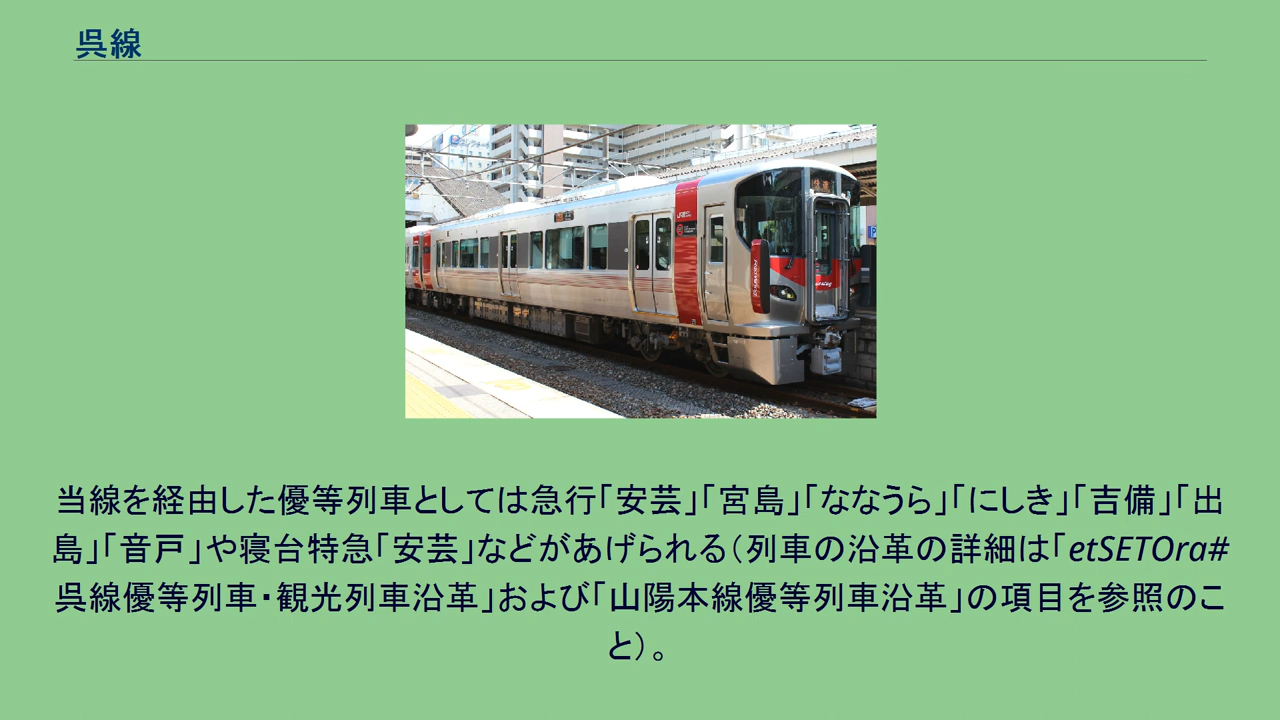 呉線
当線を経由した優等列車としては急行「安芸」「宮島」「ななうら」「にしき」「吉備」「出
島」「音戸」や寝台特急「安芸」などがあげられる（列車の沿革の詳細は「etSETOra#
呉線優等列車・観光列車沿革」および「山陽本線優等列車沿革」の項目を参照のこ
と）。